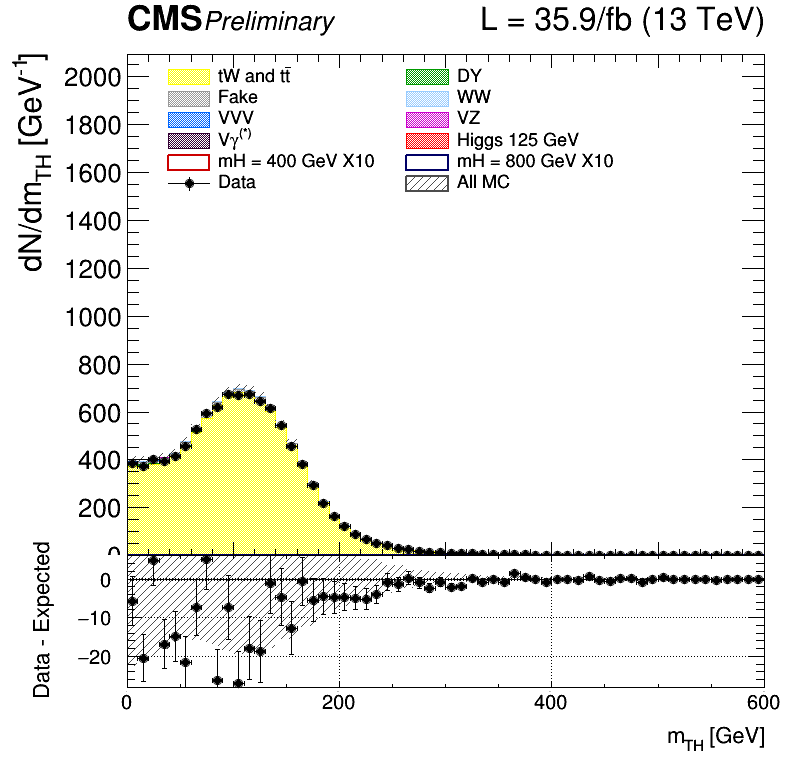 CMS Preliminary L = 35.9/fb (13 TeV)
dN/dm_TH [GeV⁻¹]
2000
1800
1600
1400
1200
1000
800
600
400
200
0
tW and tt̄
DY
Fake
WW
VVV
VZ
Vγ(*)
Higgs 125 GeV
mH = 400 GeV X10
mH = 800 GeV X10
Data
All MC
Data - Expected
0
−10
−20
0 200 400 600
m_TH [GeV]